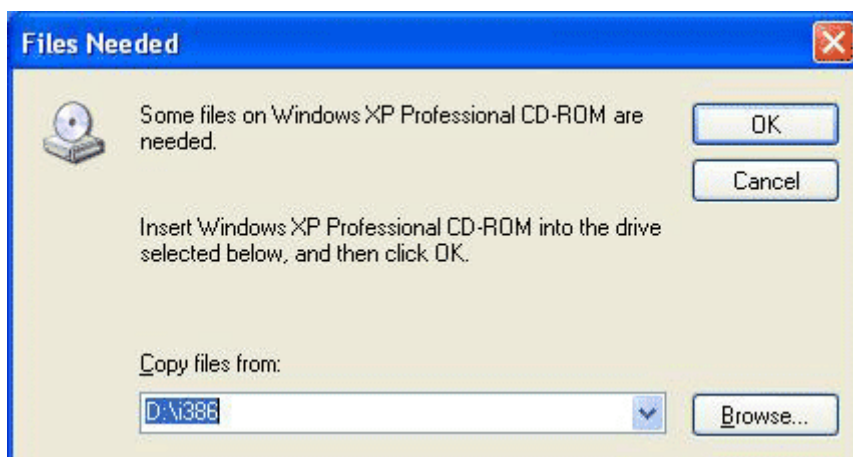 Files Needed
Some files on Windows XP Professional CD-ROM are
needed.
OK
Cancel
Insert Windows XP Professional CD-ROM into the drive
selected below, and then click OK.
Copy files from:
D:\i386
Browse...